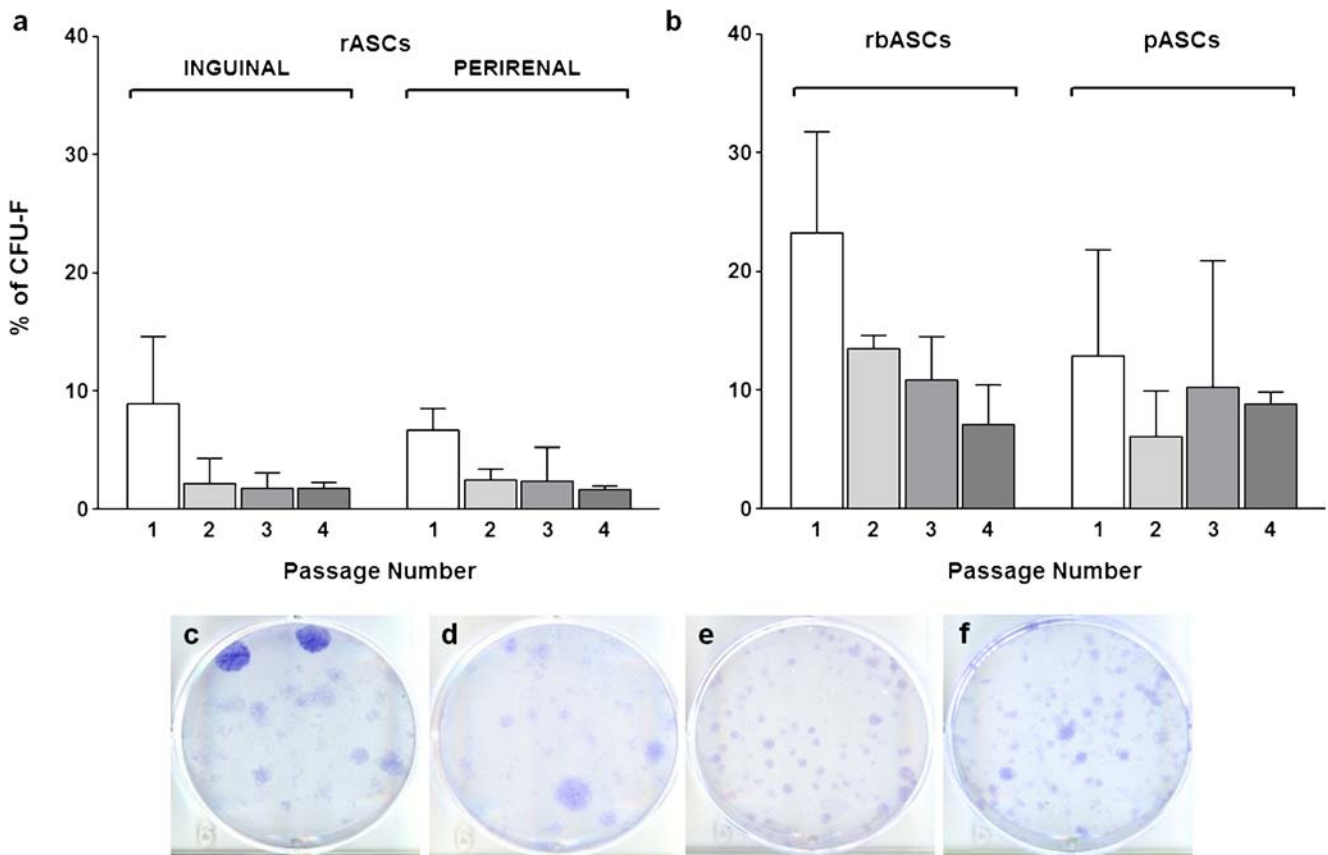 a
40
30
20
10
0
% of CFU-F
rASCs
INGUINAL PERIRENAL
1 2 3 4 1 2 3 4
Passage Number
b
40
30
20
10
0
rbASCs pASCs
1 2 3 4 1 2 3 4
Passage Number
c d e f